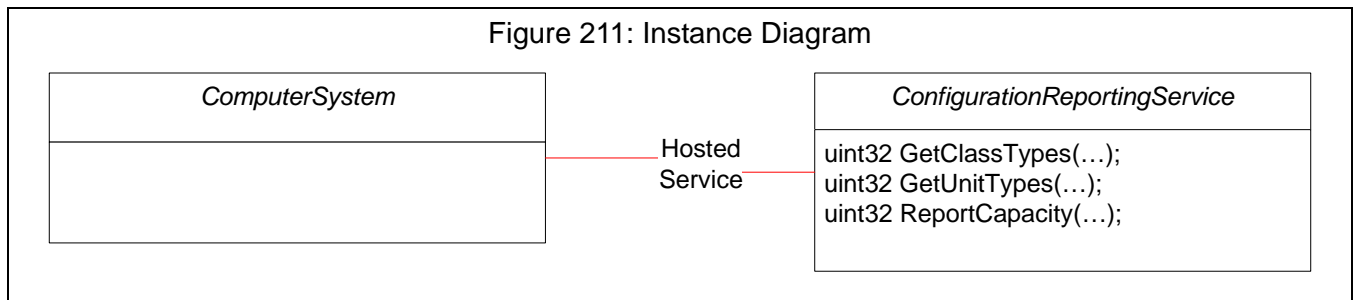 Figure 211: Instance Diagram
ComputerSystem
Hosted
Service
ConfigurationReportingService
uint32 GetClassTypes(…);
uint32 GetUnitTypes(…);
uint32 ReportCapacity(…);